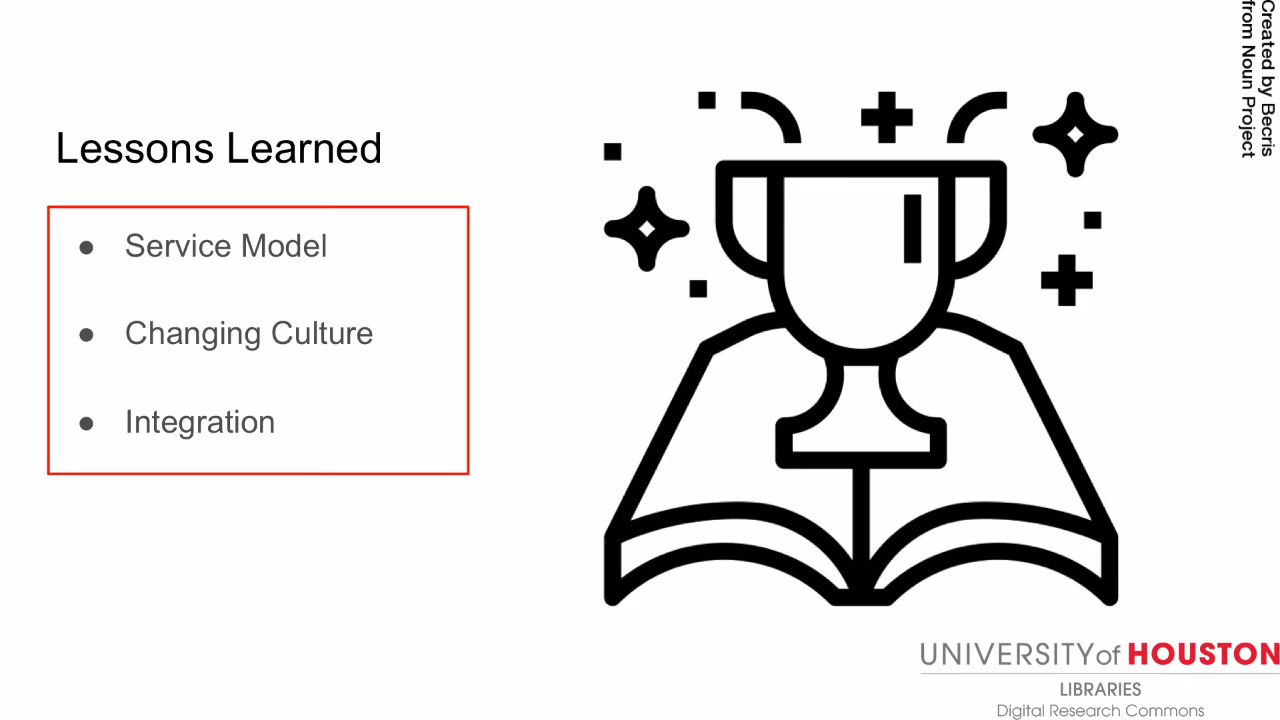 Lessons Learned
● Service Model
● Changing Culture
● Integration
Created by Becris
from Noun Project
UNIVERSITY of HOUSTON
LIBRARIES
Digital Research Commons